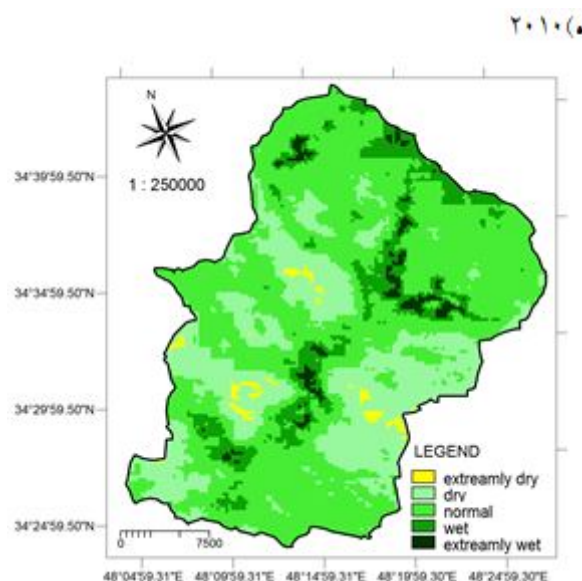 ۲۰۱۰(ه
N
1 : 250000
34°39'59.50"N
34°34'59.50"N
34°29'59.50"N
34°24'59.50"N
LEGEND
extreamly dry
dry
normal
wet
extreamly wet
0 7500
48°04'59.31"E 48°09'59.31"E 48°14'59.31"E 48°19'59.30"E 48°24'59.30"E